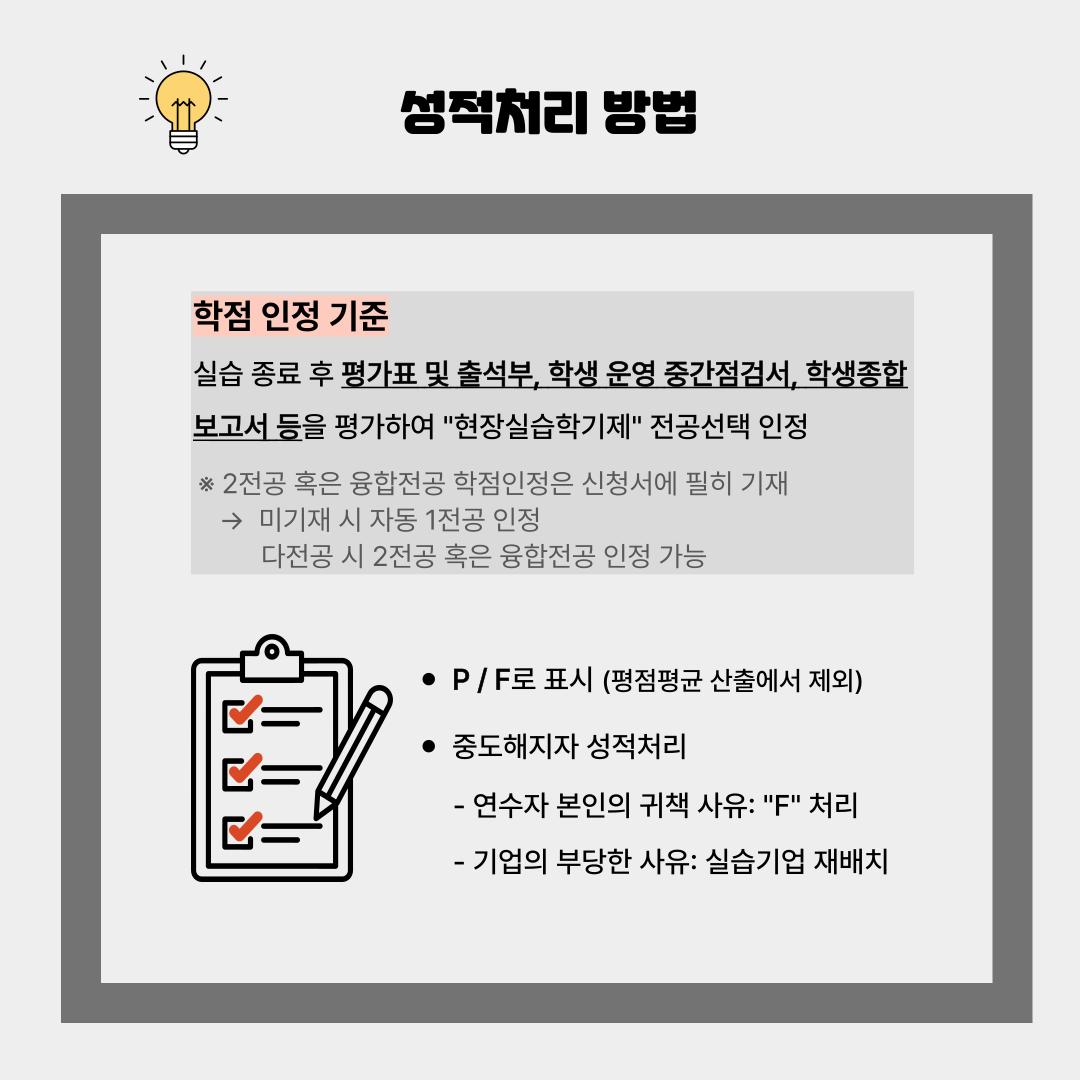 성적처리 방법
학점 인정 기준
실습 종료 후 평가표 및 출석부, 학생 운영 중간점검서, 학생종합
보고서 등을 평가하여 "현장실습학기제" 전공선택 인정
※ 2전공 혹은 융합전공 학점인정은 신청서에 필히 기재
→ 미기재 시 자동 1전공 인정
다전공 시 2전공 혹은 융합전공 인정 가능
• P / F로 표시 (평점평균 산출에서 제외)
• 중도해지자 성적처리
- 연수자 본인의 귀책 사유: "F" 처리
- 기업의 부당한 사유: 실습기업 재배치